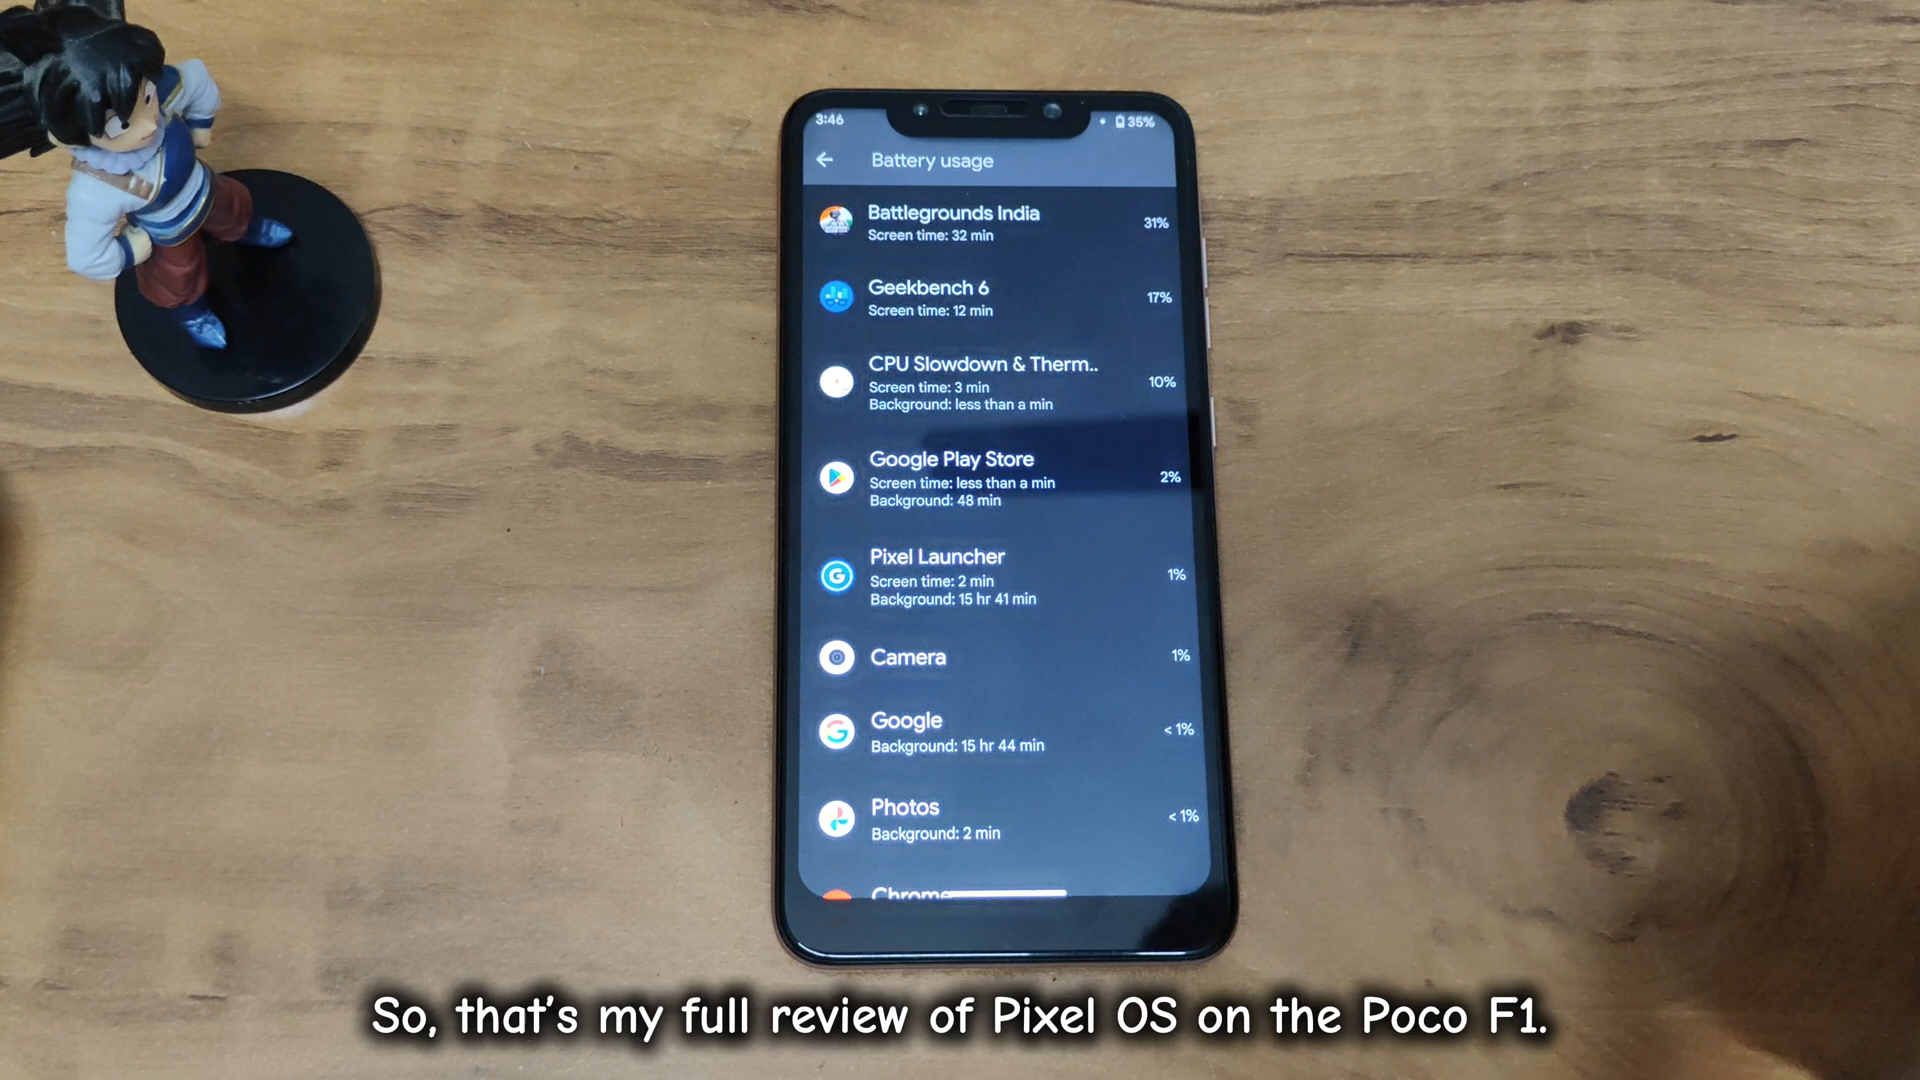 3:46
35%
Battery usage
Battlegrounds India
Screen time: 32 min
31%
Geekbench 6
Screen time: 12 min
17%
CPU Slowdown & Therm..
Screen time: 3 min
Background: less than a min
10%
Google Play Store
Screen time: less than a min
Background: 48 min
2%
Pixel Launcher
Screen time: 2 min
Background: 15 hr 41 min
1%
Camera
1%
Google
Background: 15 hr 44 min
< 1%
Photos
Background: 2 min
< 1%
Chrome
So, that's my full review of Pixel OS on the Poco F1.